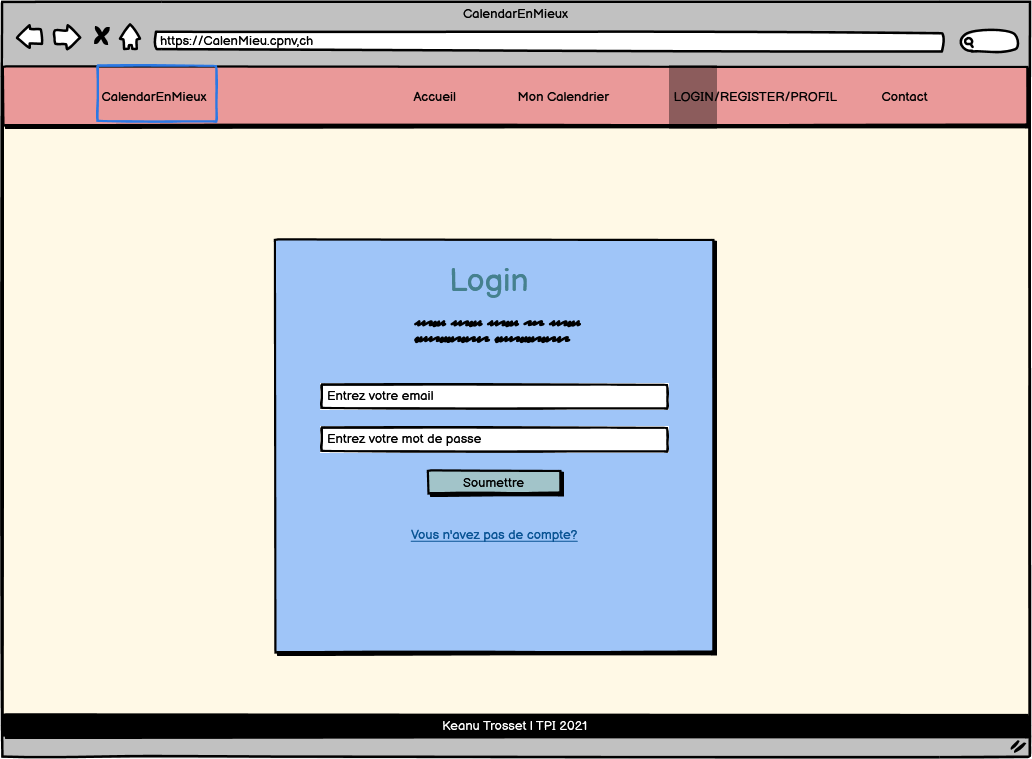 CalendarEnMieux
https://CalenMieu.cpnv,ch
CalendarEnMieux Accueil Mon Calendrier LOGIN/REGISTER/PROFIL Contact
Login
Entrez votre email
Entrez votre mot de passe
Soumettre
Vous n'avez pas de compte?
Keanu Trosset | TPI 2021